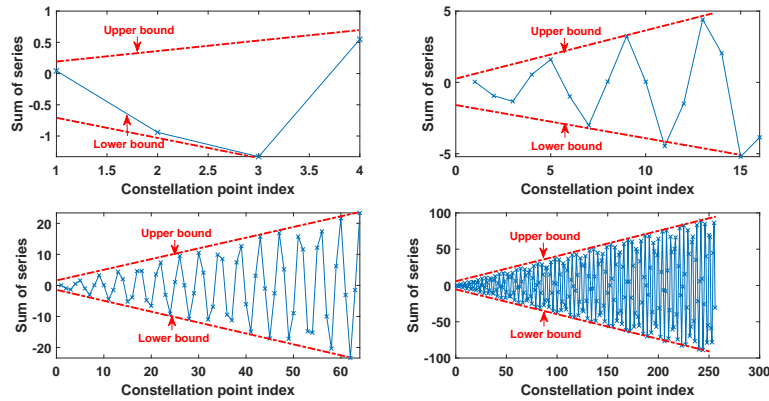 1
0.5
0
-0.5
-1
Sum of series
Upper bound
Lower bound
1 1.5 2 2.5 3 3.5 4
Constellation point index
5
0
-5
Sum of series
Upper bound
Lower bound
0 5 10 15
Constellation point index
20
10
0
-10
-20
Sum of series
Upper bound
Lower bound
0 10 20 30 40 50 60
Constellation point index
100
50
0
-50
-100
Sum of series
Upper bound
Lower bound
0 50 100 150 200 250 300
Constellation point index